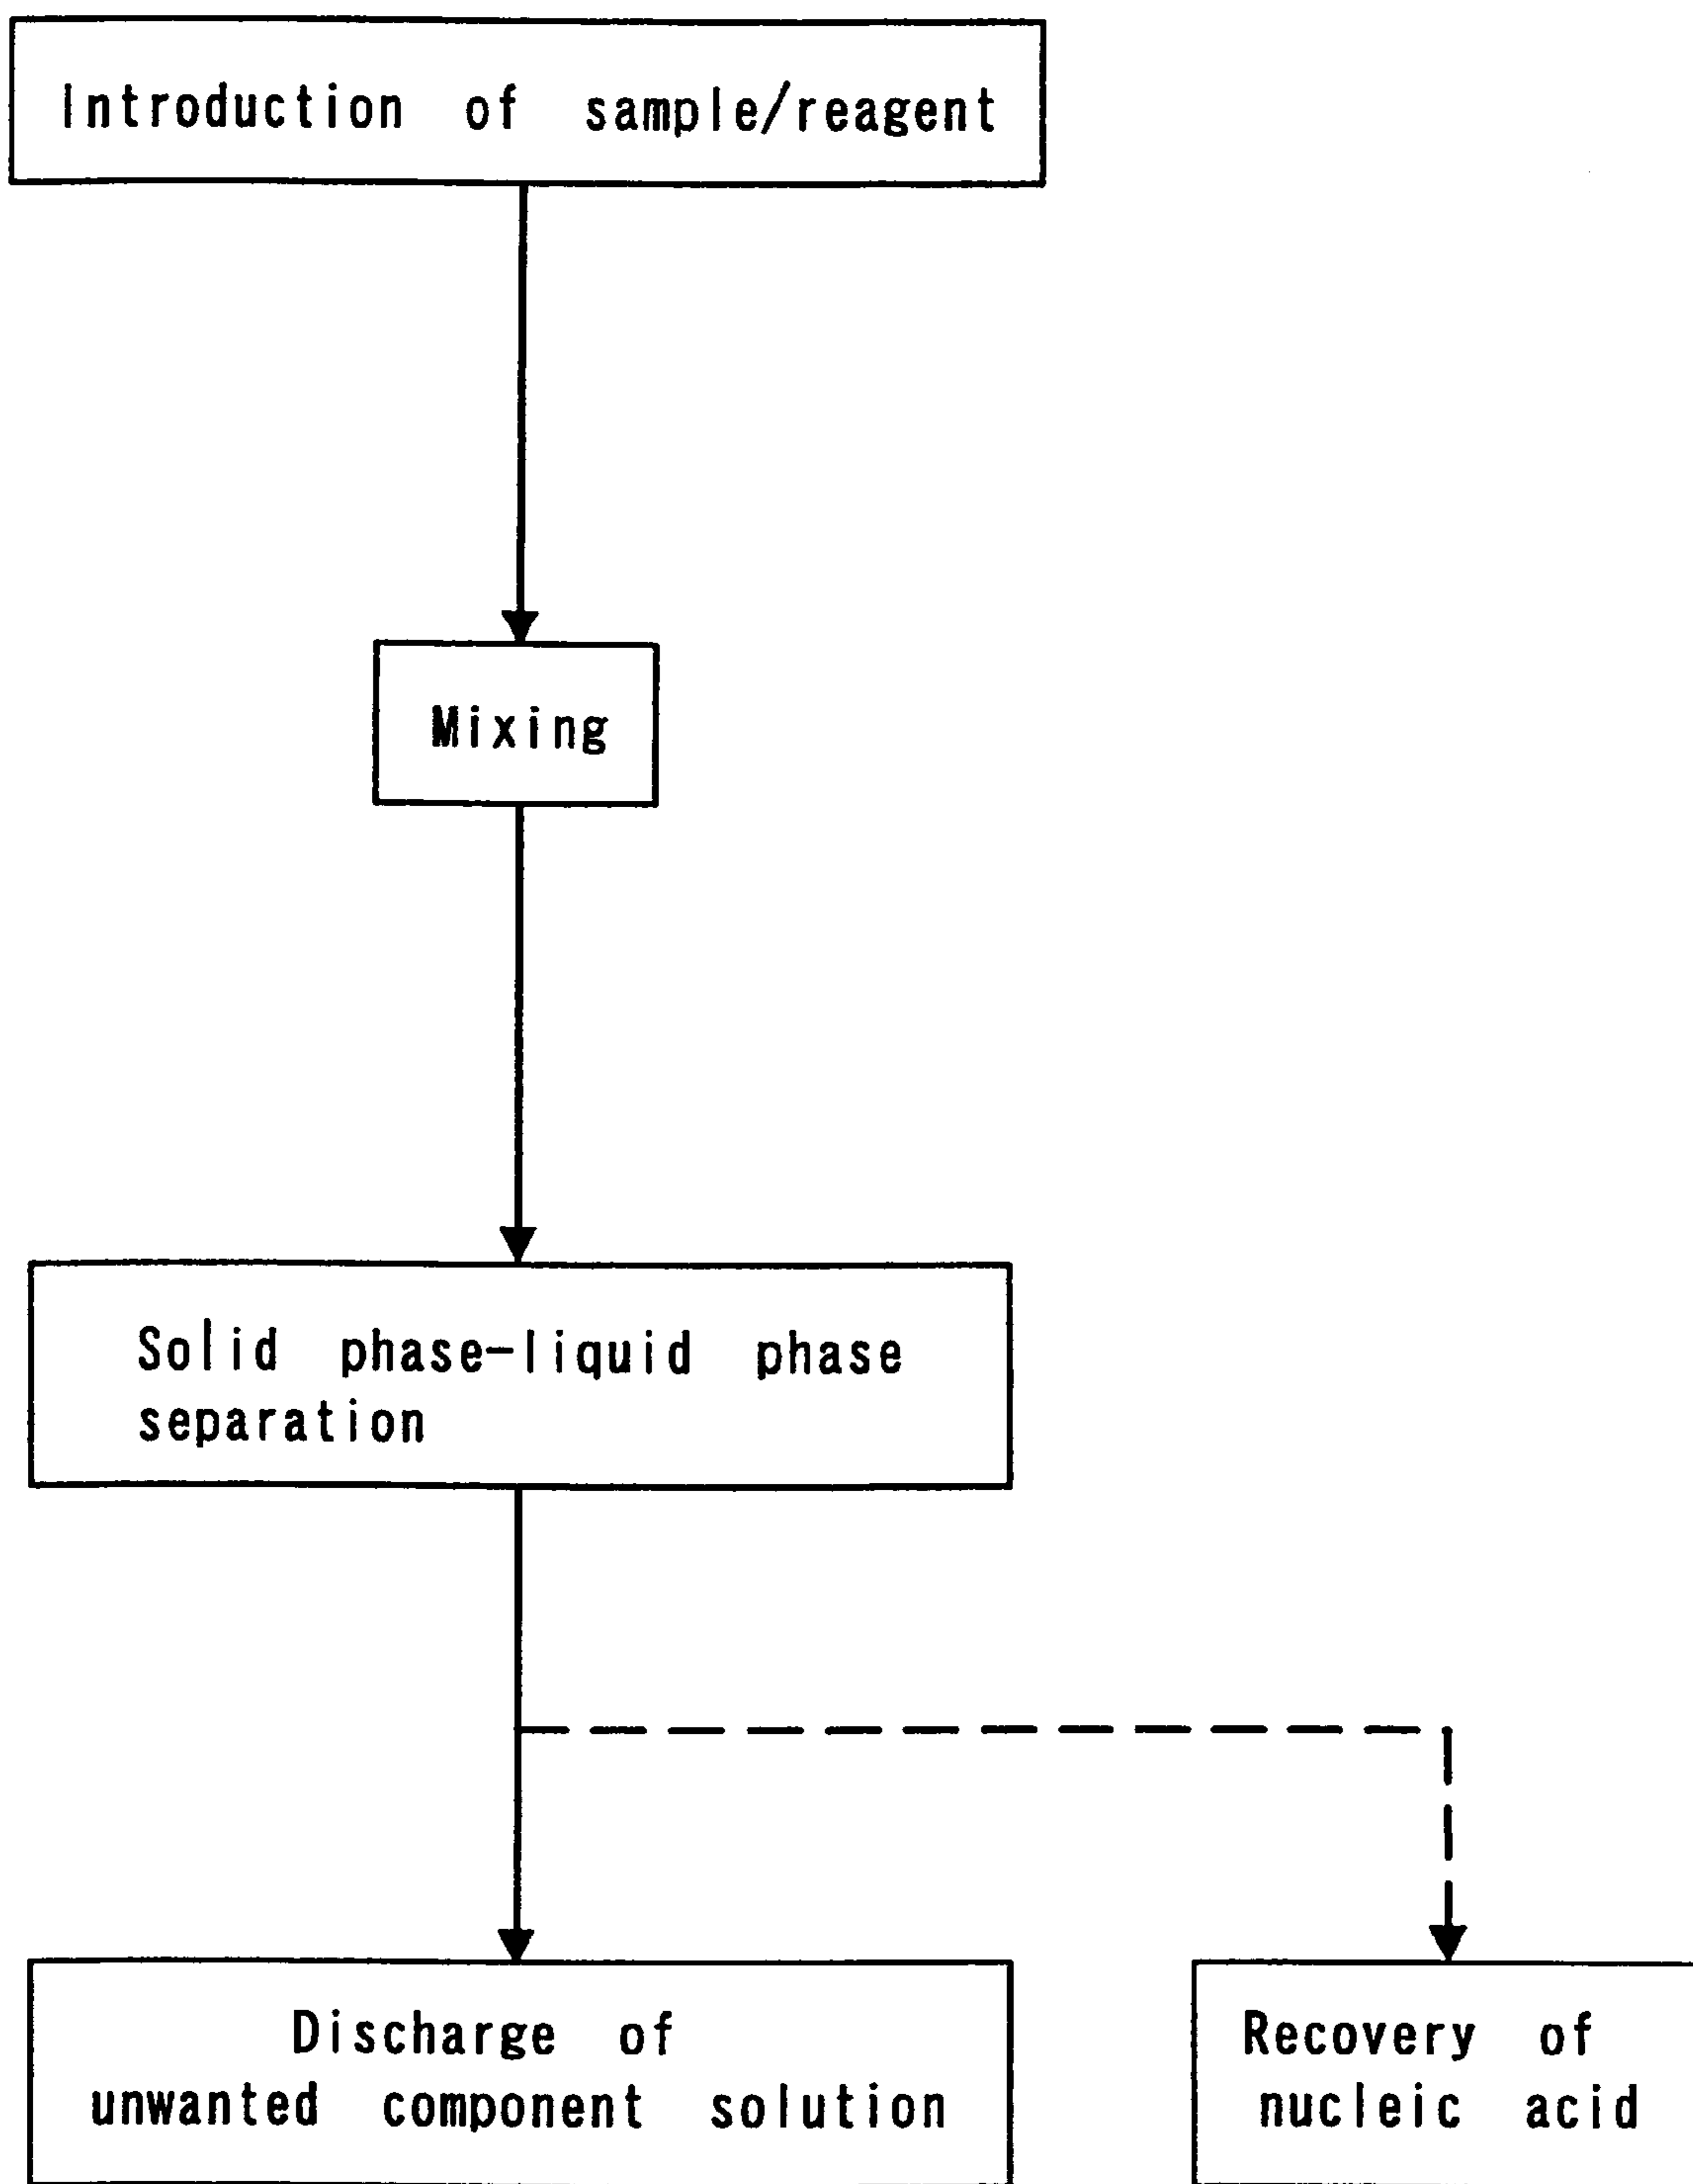 Introduction of sample/reagent
Mixing
Solid phase-liquid phase
separation
Discharge of
unwanted component solution
Recovery of
nucleic acid